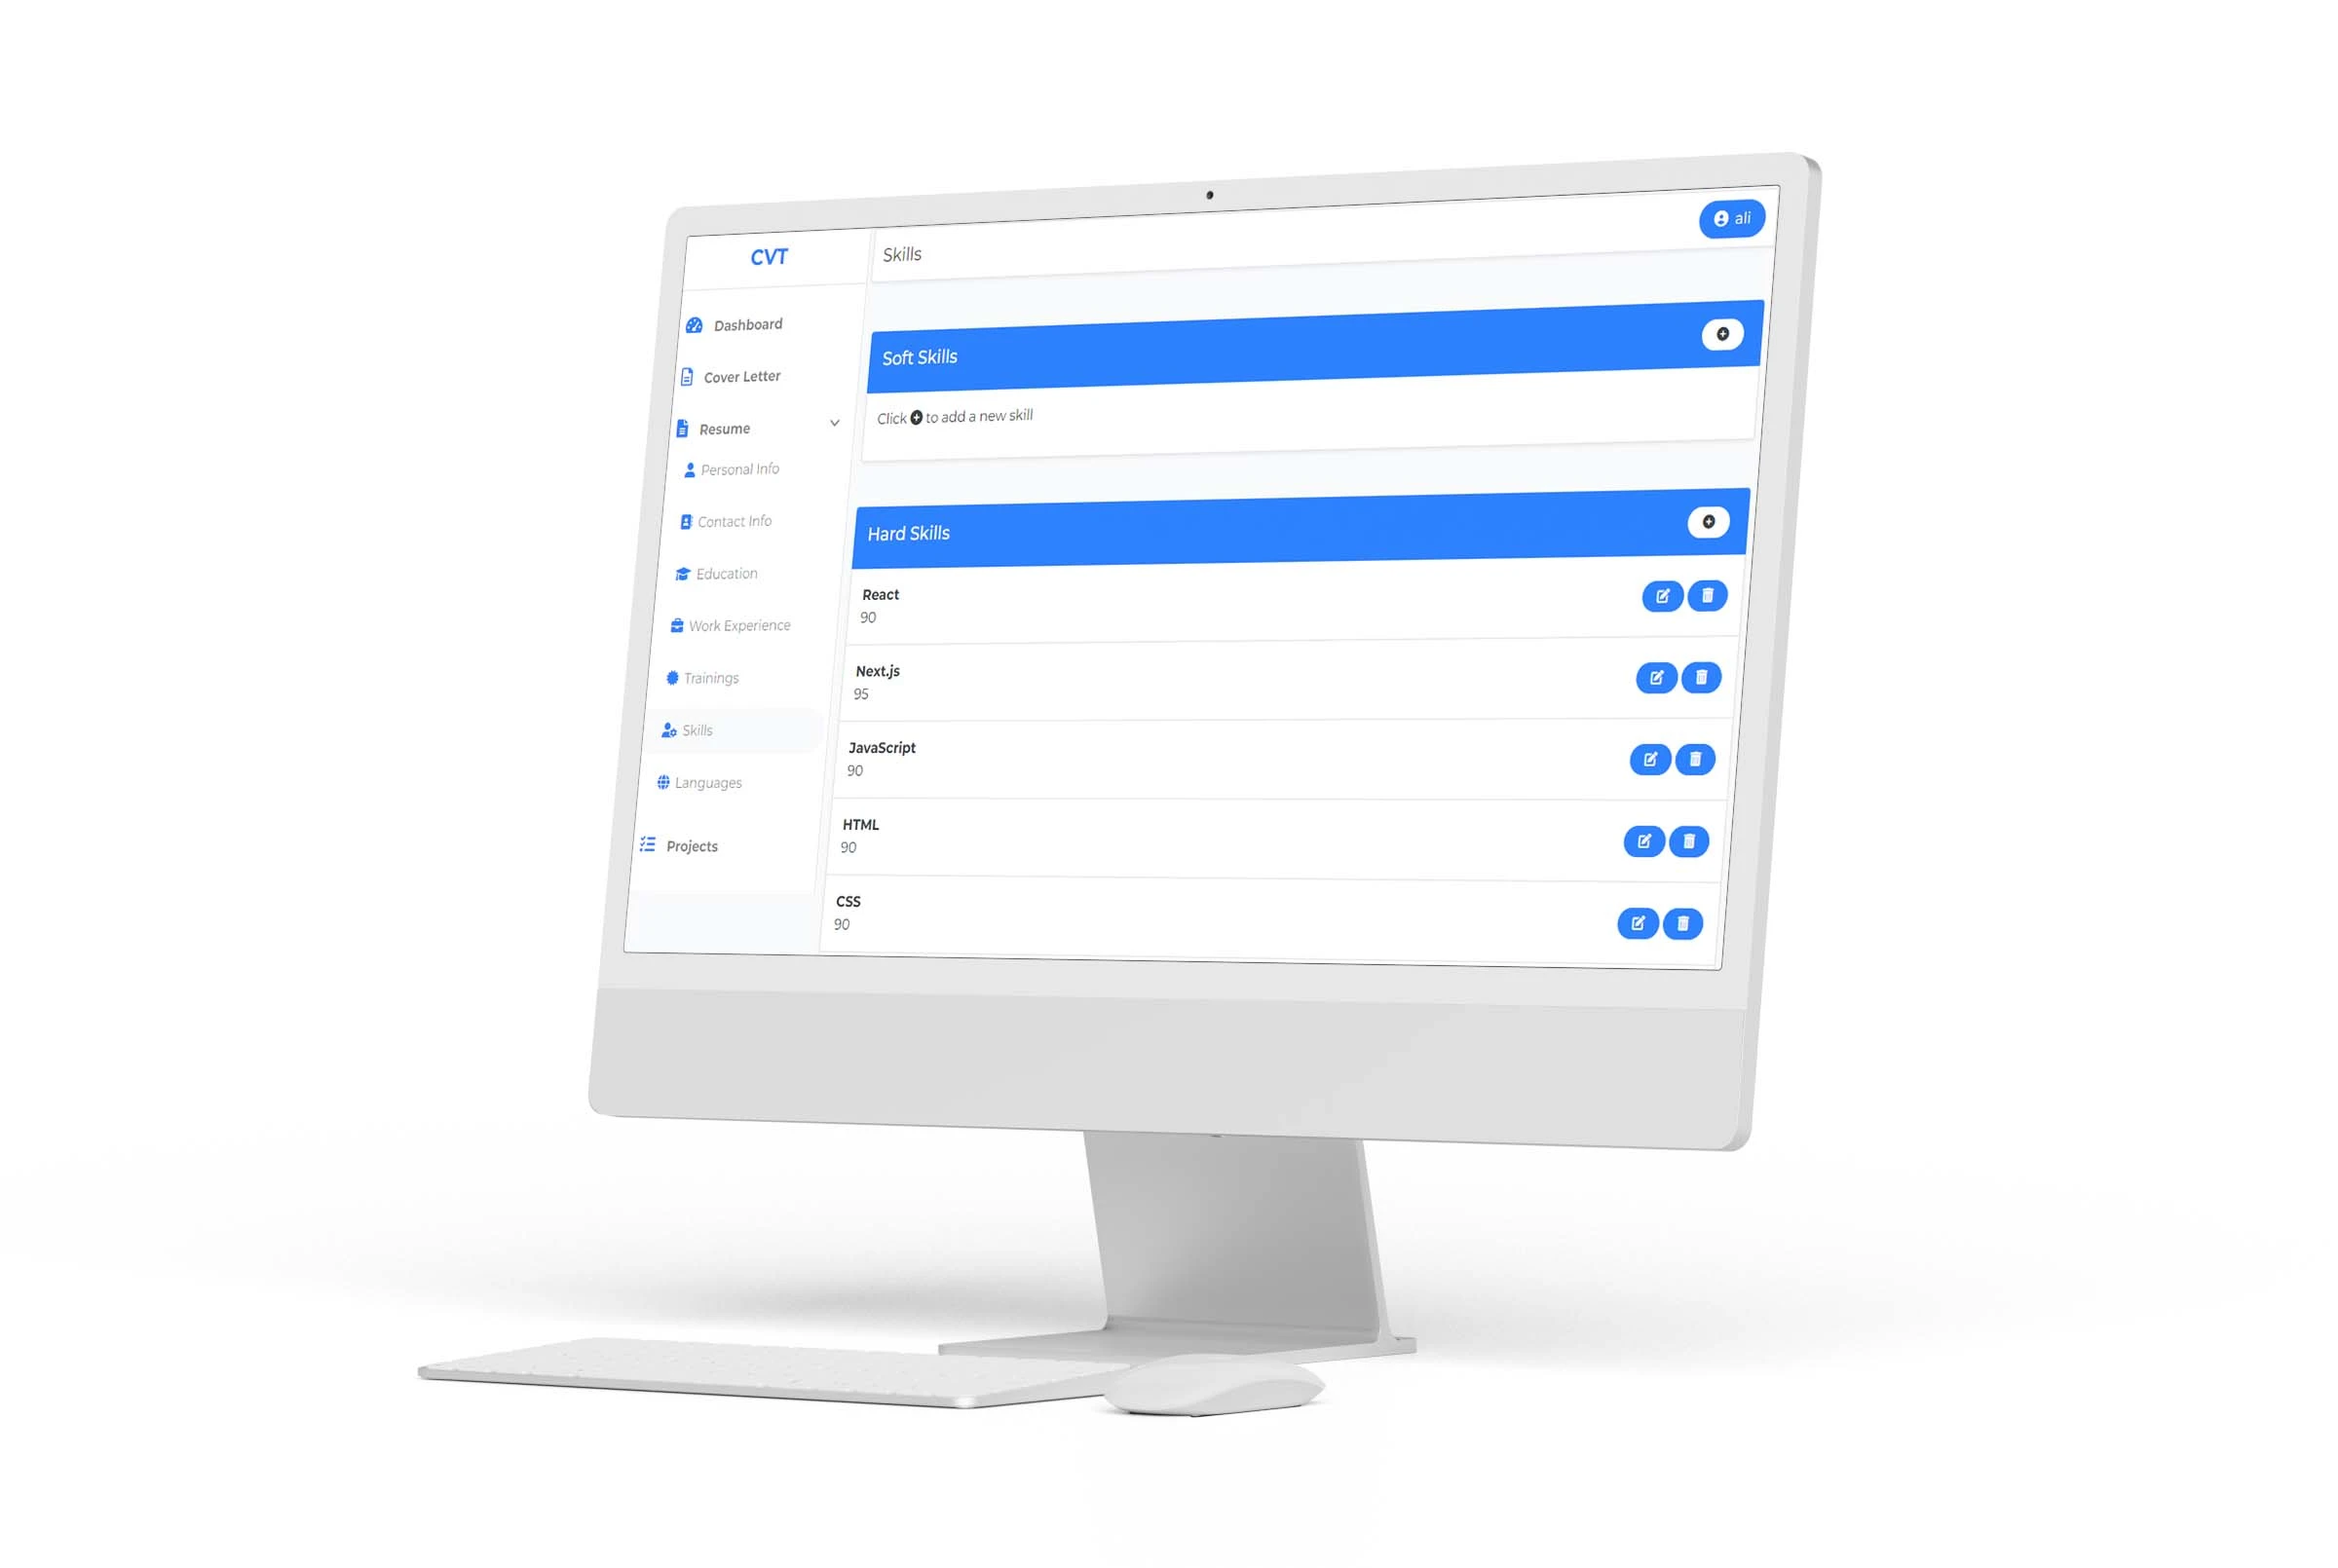 CVT
Dashboard
Cover Letter
Resume
Personal Info
Contact Info
Education
Work Experience
Trainings
Skills
Languages
Projects
Skills
ali
Soft Skills
Click to add a new skill
Hard Skills
React
90
Next.js
95
JavaScript
90
HTML
90
CSS
90